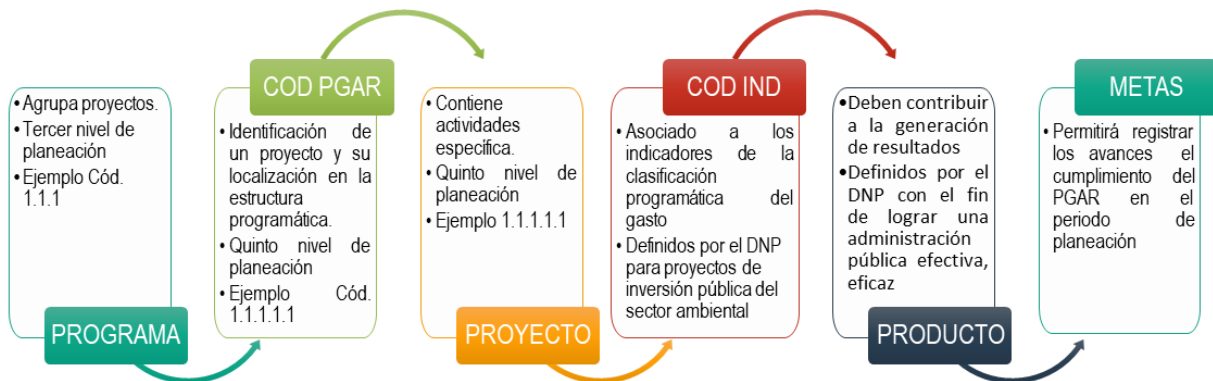 • Agrupa proyectos.
• Tercer nivel de
planeación
• Ejemplo Cód.
1.1.1
PROGRAMA
COD PGAR
• Identificación de
un proyecto y su
localización en la
estructura
programática.
• Quinto nivel de
planeación
• Ejemplo Cód.
1.1.1.1.1
• Contiene
actividades
específica.
• Quinto nivel de
planeación
• Ejemplo 1.1.1.1.1
PROYECTO
COD IND
• Asociado a los
indicadores de la
clasificación
programática del
gasto
• Definidos por el DNP
para proyectos de
inversión pública del
sector ambiental
•Deben contribuir
a la generación
de resultados
•Definidos por el
DNP con el fin
de lograr una
administración
pública efectiva,
eficaz
PRODUCTO
METAS
• Permitirá registrar
los avances el
cumplimiento del
PGAR en el
periodo de
planeación